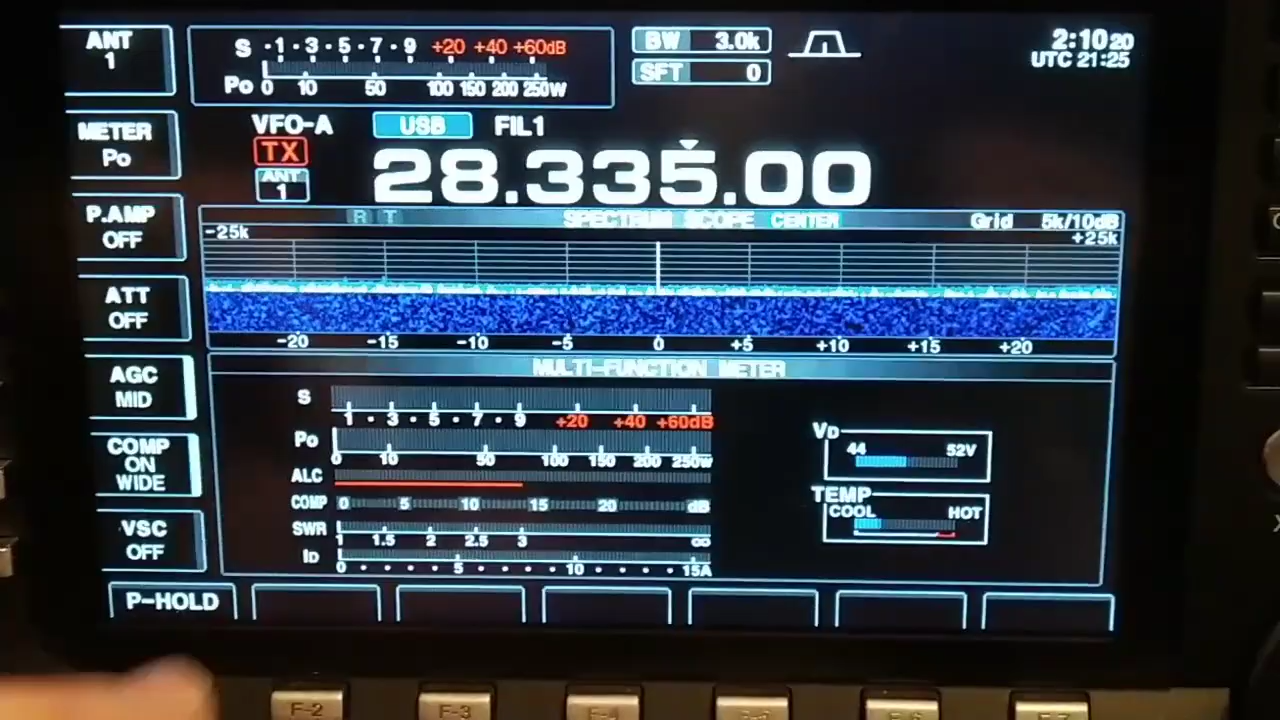 ANT
1
METER
Po
P.AMP
OFF
ATT
OFF
AGC
MID
COMP
ON
WIDE
VSC
OFF
S ·1·3·5·7·9 +20 +40 +60dB
Po 0 10 50 100 150 200 250W
BW 3.0k
SFT 0
2:10 20
UTC 21:25
VFO-A USB FIL1
TX
ANT
1
28.335.00
R T SPECTRUM SCOPE CENTER Grid 5k/10dB
-25k +25k
-20 -15 -10 -5 0 +5 +10 +15 +20
MULTI-FUNCTION METER
S
1 · 3 · 5 · 7 · 9 +20 +40 +60dB
Po
0 10 50 100 150 200 250W
ALC
COMP 0 5 10 15 20 dB
SWR
1 1.5 2 2.5 3 ∞
ID
0 · · · · 5 · · · · 10 · · · · 15A
VD
44 52V
TEMP
COOL HOT
P-HOLD
F-2 F-3 F-4 F-5 F-6 F-7